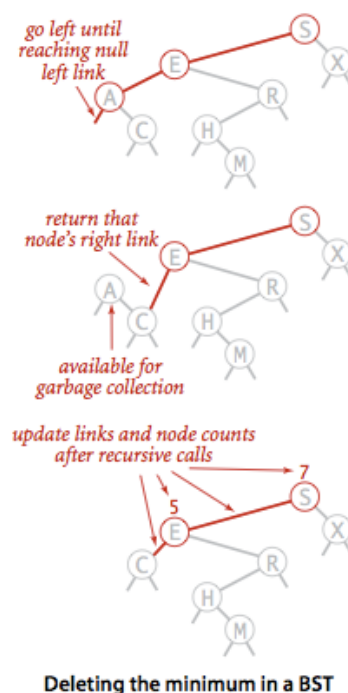 go left until
reaching null
left link
S
E
A
X
R
C
H
M
return that
node's right link
S
E
X
A
R
C
H
M
available for
garbage collection
update links and node counts
after recursive calls
7
5
S
E
X
C
R
H
M
Deleting the minimum in a BST